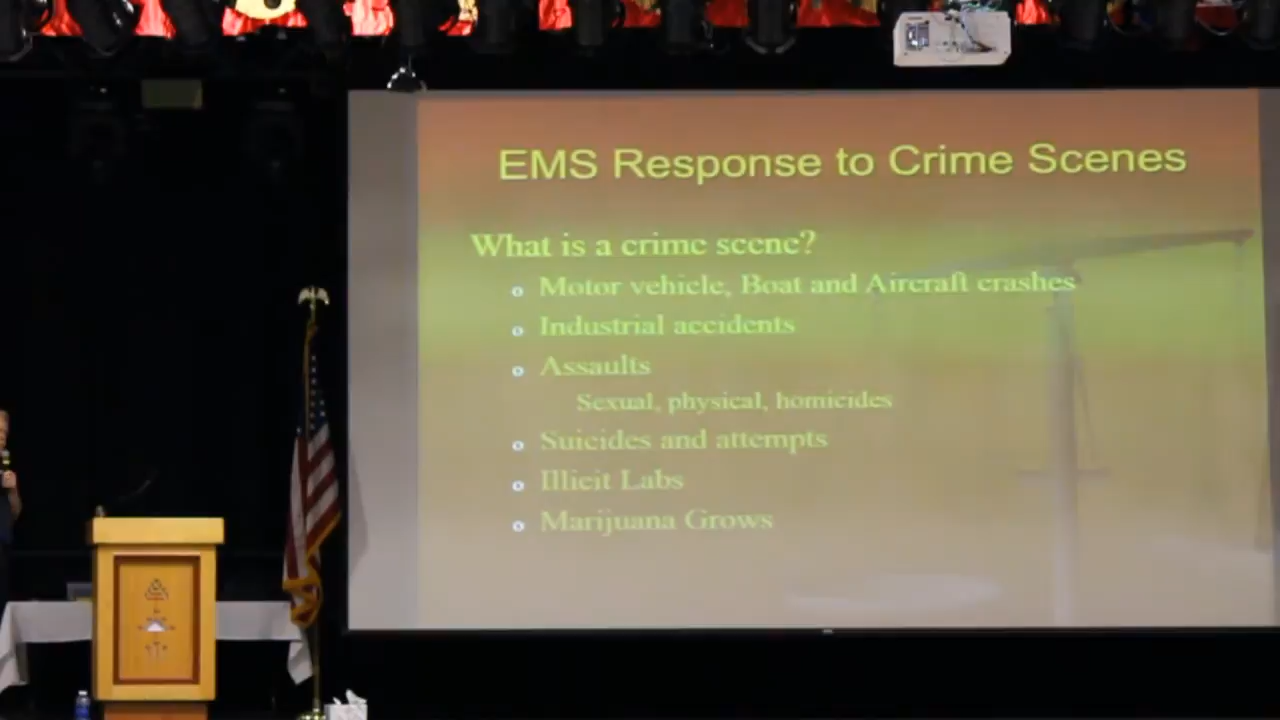 EMS Response to Crime Scenes
What is a crime scene?
Motor vehicle, Boat and Aircraft crashes
Industrial accidents
Assaults
Sexual, physical, homicides
Suicides and attempts
Illicit Labs
Marijuana Grows